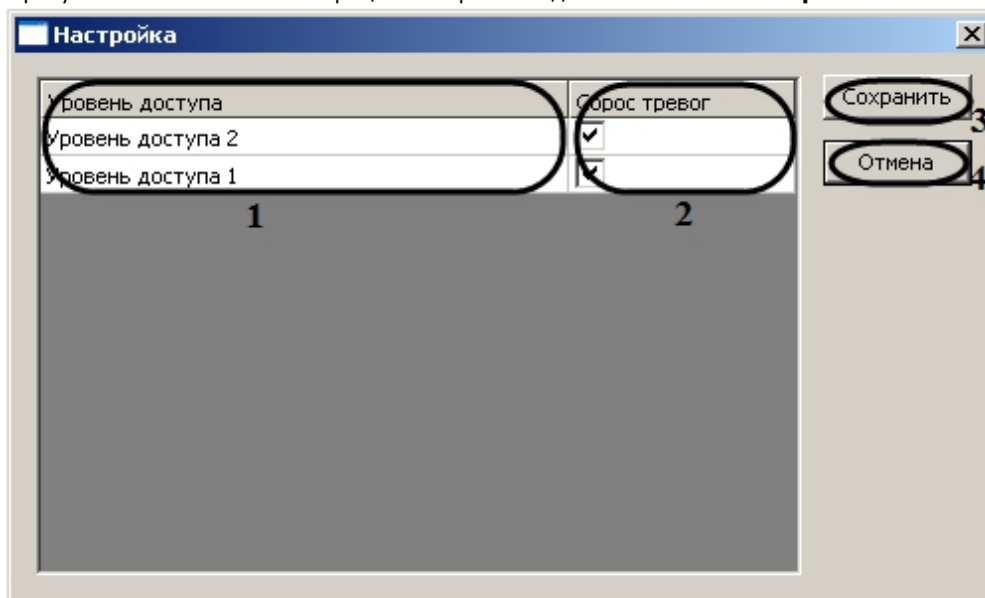 Настройка
Уровень доступа
Сброс тревог
Уровень доступа 2
Уровень доступа 1
1
2
Сохранить
3
Отмена
4